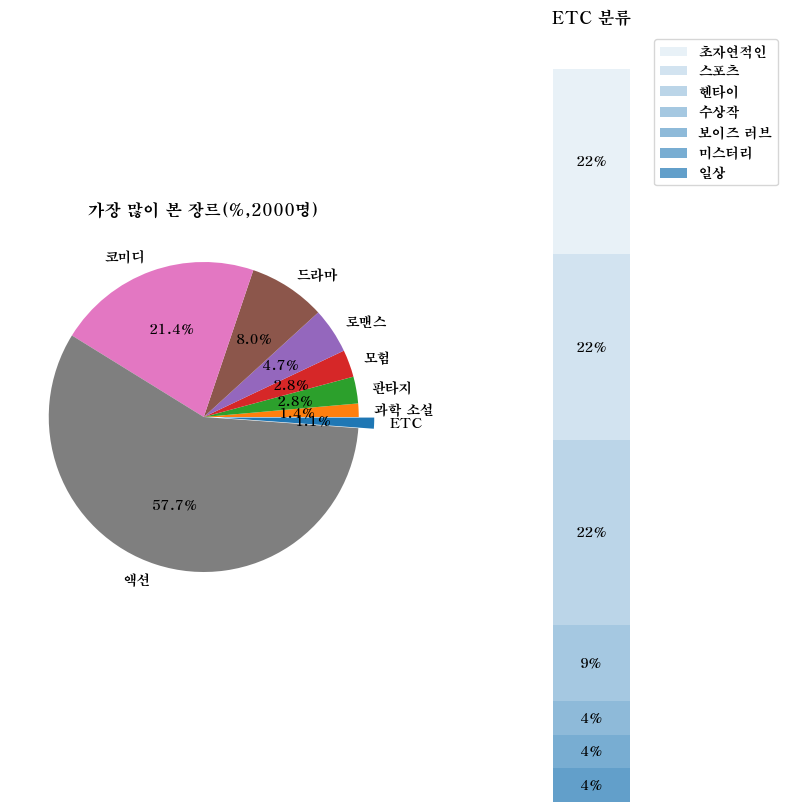 ETC 분류
초자연적인
스포츠
헨타이
수상작
보이즈 러브
미스터리
일상
22%
22%
22%
9%
4%
4%
4%
가장 많이 본 장르(%,2000명)
코미디
드라마
로맨스
모험
판타지
과학 소설
ETC
액션
21.4%
8.0%
4.7%
2.8%
2.8%
1.4%
1.1%
57.7%